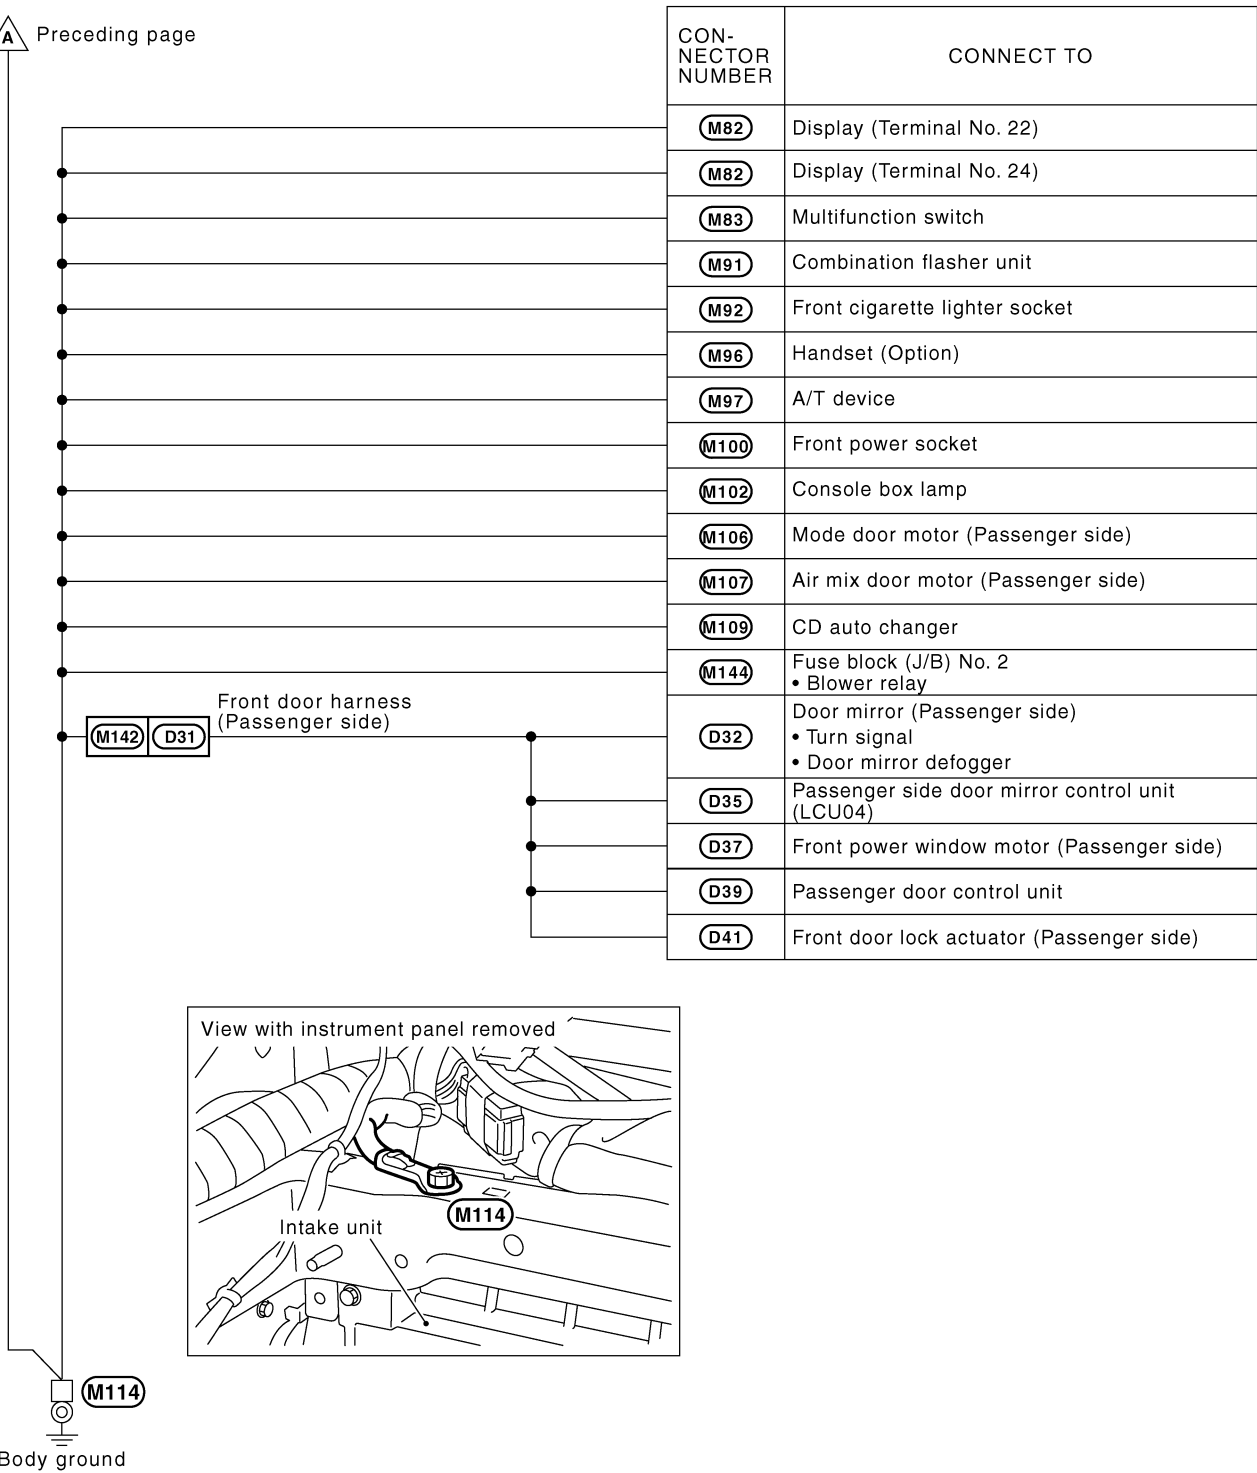 A Preceding page
CON-
NECTOR
NUMBER
CONNECT TO
M82 Display (Terminal No. 22)
M82 Display (Terminal No. 24)
M83 Multifunction switch
M91 Combination flasher unit
M92 Front cigarette lighter socket
M96 Handset (Option)
M97 A/T device
M100 Front power socket
M102 Console box lamp
M106 Mode door motor (Passenger side)
M107 Air mix door motor (Passenger side)
M109 CD auto changer
M144 Fuse block (J/B) No. 2
• Blower relay
Front door harness
(Passenger side)
M142 D31
D32 Door mirror (Passenger side)
• Turn signal
• Door mirror defogger
D35 Passenger side door mirror control unit
(LCU04)
D37 Front power window motor (Passenger side)
D39 Passenger door control unit
D41 Front door lock actuator (Passenger side)
View with instrument panel removed
M114
Intake unit
M114
Body ground